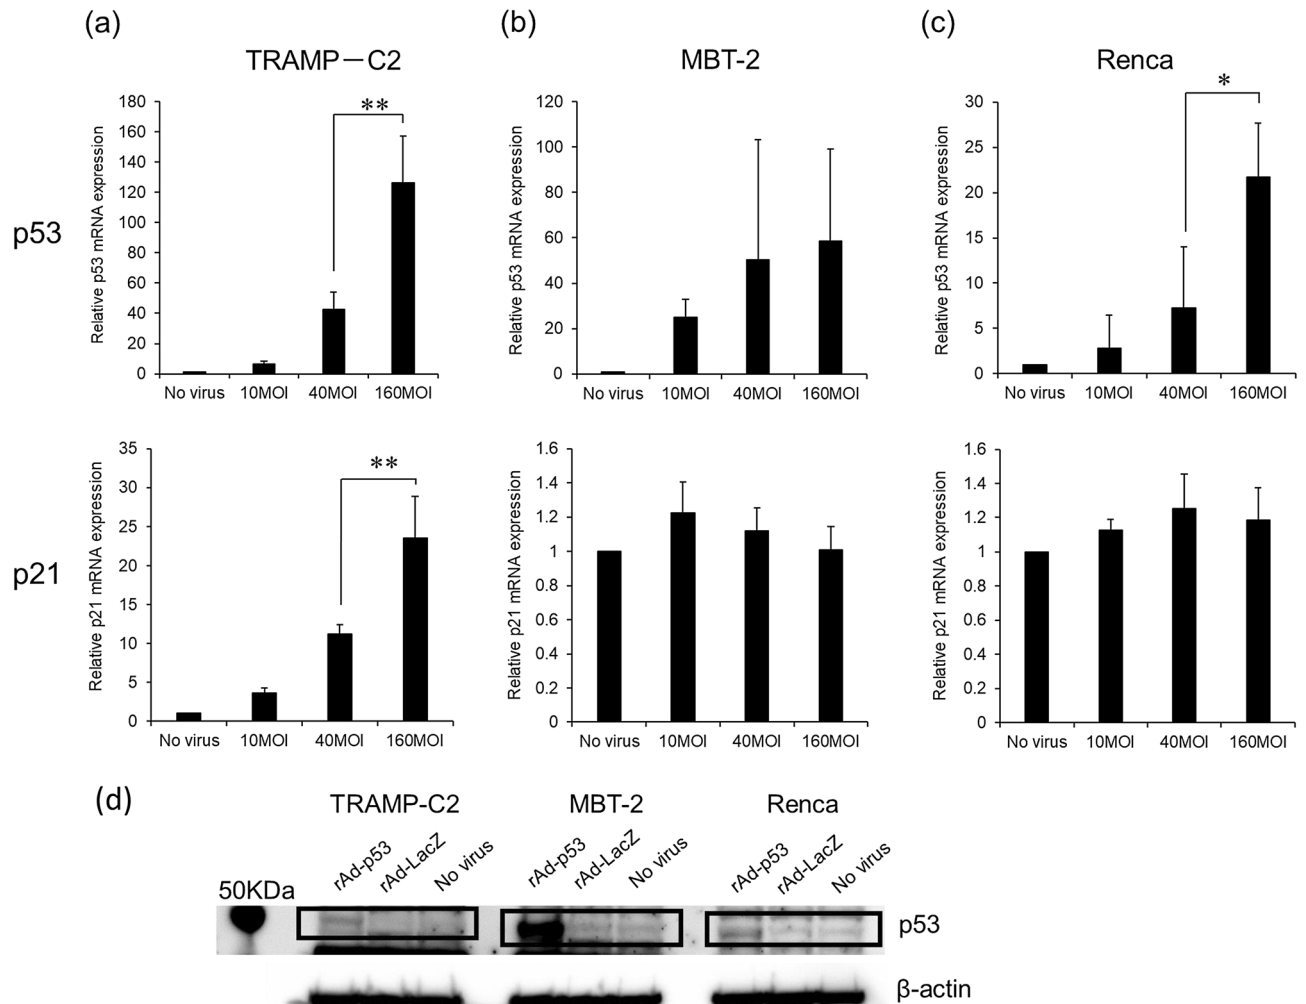 (a)
TRAMP－C2
(b)
MBT-2
(c)
Renca
p53
Relative p53 mRNA expression
180
160
140
120
100
80
60
40
20
0
**
No virus 10MOI 40MOI 160MOI
Relative p53 mRNA expression
120
100
80
60
40
20
0
No virus 10MOI 40MOI 160MOI
Relative p53 mRNA expression
30
25
20
15
10
5
0
*
No virus 10MOI 40MOI 160MOI
p21
Relative p21 mRNA expression
35
30
25
20
15
10
5
0
**
No virus 10MOI 40MOI 160MOI
Relative p21 mRNA expression
1.6
1.4
1.2
1
0.8
0.6
0.4
0.2
0
No virus 10MOI 40MOI 160MOI
Relative p21 mRNA expression
1.6
1.4
1.2
1
0.8
0.6
0.4
0.2
0
No virus 10MOI 40MOI 160MOI
(d)
TRAMP-C2 MBT-2 Renca
rAd-p53 rAd-LacZ No virus rAd-p53 rAd-LacZ No virus rAd-p53 rAd-LacZ No virus
50KDa
p53
β-actin